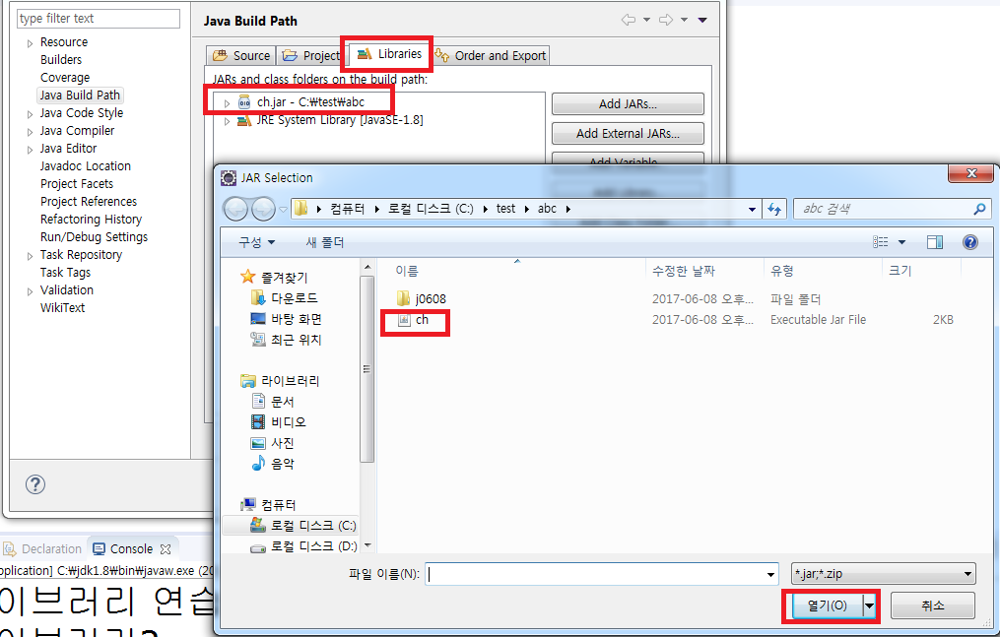 type filter text
Resource
Builders
Coverage
Java Build Path
Java Code Style
Java Compiler
Java Editor
Javadoc Location
Project Facets
Project References
Refactoring History
Run/Debug Settings
Task Repository
Task Tags
Validation
WikiText
Java Build Path
Source
Project
Libraries
Order and Export
JARs and class folders on the build path:
ch.jar - C:₩test₩abc
JRE System Library [JavaSE-1.8]
Add JARs...
Add External JARs...
Add Variable...
JAR Selection
컴퓨터 ▸ 로컬 디스크 (C:) ▸ test ▸ abc ▸
abc 검색
구성
새 폴더
즐겨찾기
다운로드
바탕 화면
최근 위치
라이브러리
문서
비디오
사진
음악
컴퓨터
로컬 디스크 (C:)
로컬 디스크 (D:)
이름 수정한 날짜 유형 크기
j0608 2017-06-08 오후... 파일 폴더
ch 2017-06-08 오후... Executable Jar File 2KB
파일 이름(N):
*.jar;*.zip
열기(O)
취소
Declaration
Console
pplication] C:₩jdk1.8₩bin₩javaw.exe (20
이브러리 연습